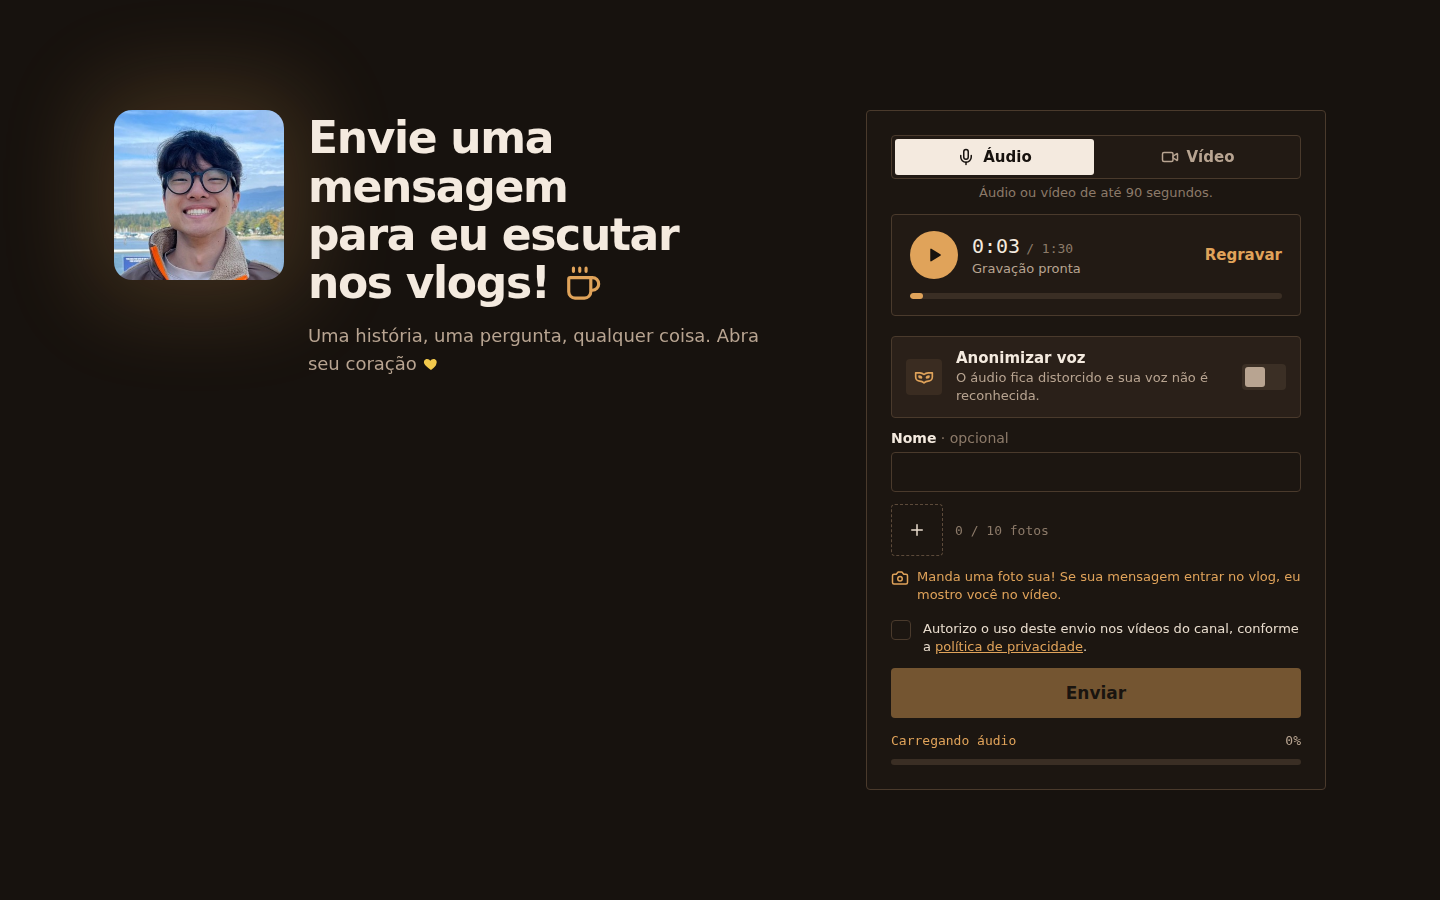 Envie uma
mensagem
para eu escutar
nos vlogs!
Uma história, uma pergunta, qualquer coisa. Abra
seu coração
Áudio
Vídeo
Áudio ou vídeo de até 90 segundos.
0:03 / 1:30
Gravação pronta
Regravar
Anonimizar voz
O áudio fica distorcido e sua voz não é
reconhecida.
Nome · opcional
+
0 / 10 fotos
Manda uma foto sua! Se sua mensagem entrar no vlog, eu
mostro você no vídeo.
Autorizo o uso deste envio nos vídeos do canal, conforme
a política de privacidade.
Enviar
Carregando áudio
0%